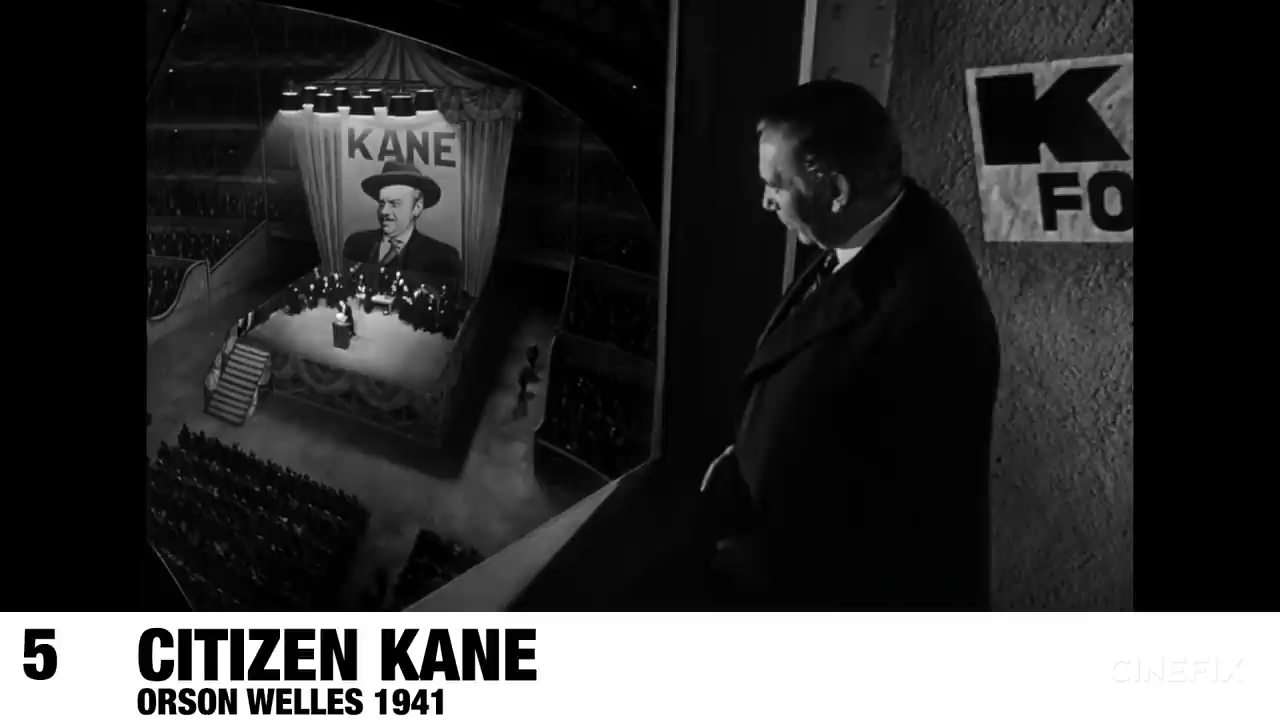 KANE
K
FO
5 CITIZEN KANE
ORSON WELLES 1941
CINEFIX